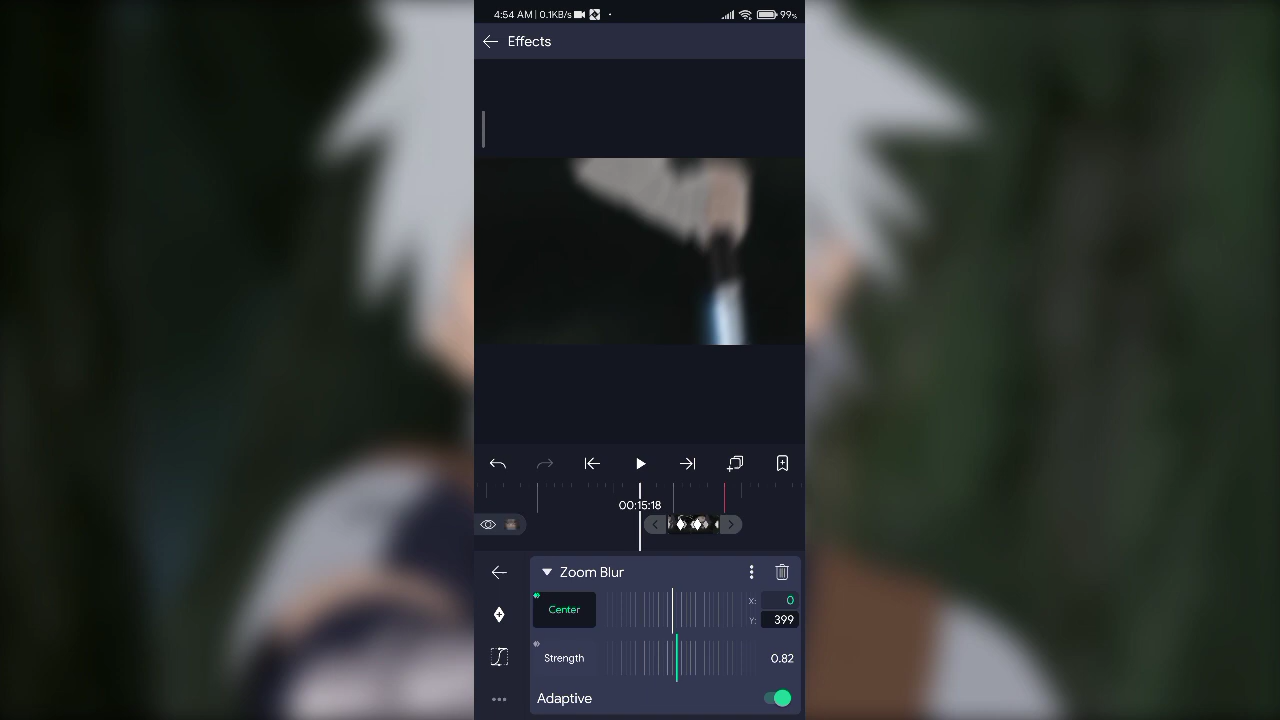 4:54 AM | 0.1KB/s
99%
Effects
00:15:18
Zoom Blur
Center
X: 0
Y: 399
Strength
0.82
Adaptive